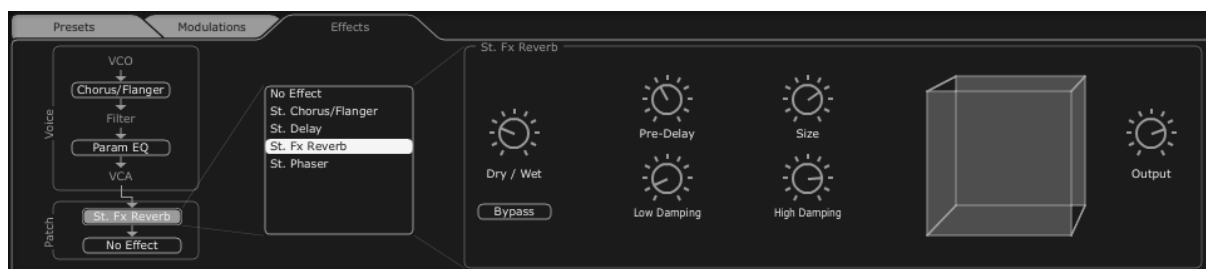 Presets
Modulations
Effects
Voice
VCO
Chorus/Flanger
Filter
Param EQ
VCA
Patch
St. Fx Reverb
No Effect
No Effect
St. Chorus/Flanger
St. Delay
St. Fx Reverb
St. Phaser
St. Fx Reverb
Dry / Wet
Bypass
Pre-Delay
Size
Low Damping
High Damping
Output